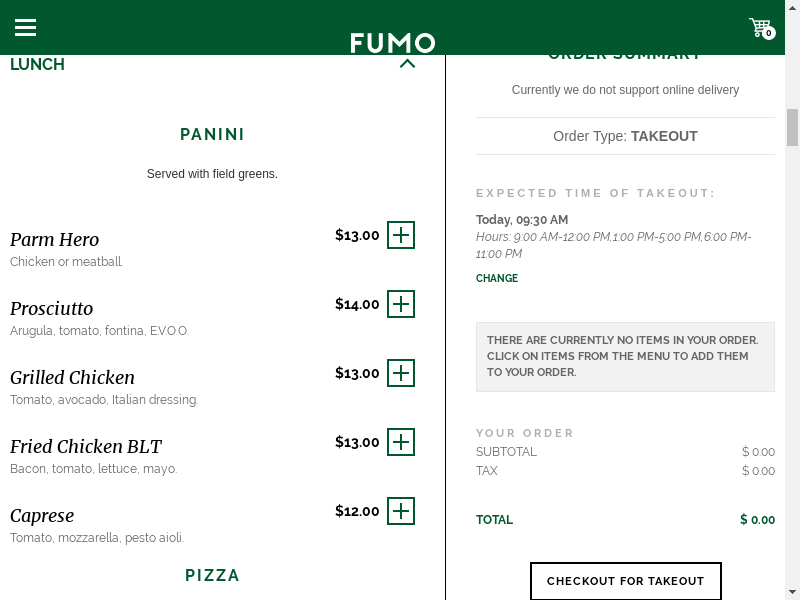 FUMO
0
LUNCH
PANINI
Served with field greens.
Parm Hero
$13.00
Chicken or meatball.
Prosciutto
$14.00
Arugula, tomato, fontina, E.V.O.O.
Grilled Chicken
$13.00
Tomato, avocado, Italian dressing.
Fried Chicken BLT
$13.00
Bacon, tomato, lettuce, mayo.
Caprese
$12.00
Tomato, mozzarella, pesto aioli.
PIZZA
ORDER SUMMARY
Currently we do not support online delivery
Order Type: TAKEOUT
EXPECTED TIME OF TAKEOUT:
Today, 09:30 AM
Hours: 9:00 AM-12:00 PM,1:00 PM-5:00 PM,6:00 PM-
11:00 PM
CHANGE
THERE ARE CURRENTLY NO ITEMS IN YOUR ORDER.
CLICK ON ITEMS FROM THE MENU TO ADD THEM
TO YOUR ORDER.
YOUR ORDER
SUBTOTAL $ 0.00
TAX $ 0.00
TOTAL $ 0.00
CHECKOUT FOR TAKEOUT